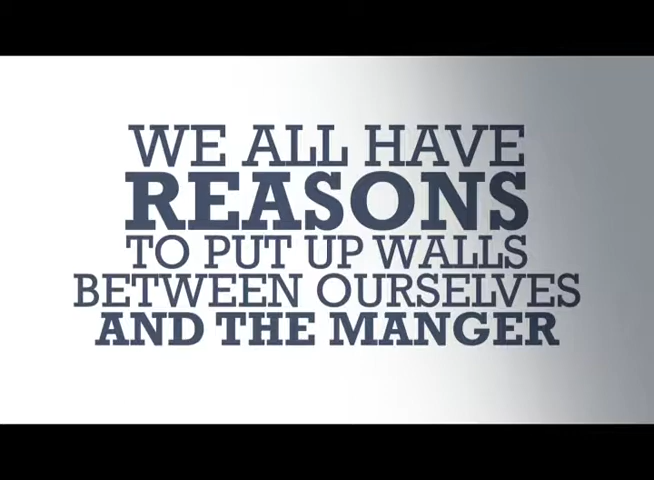 WE ALL HAVE
REASONS
TO PUT UP WALLS
BETWEEN OURSELVES
AND THE MANGER